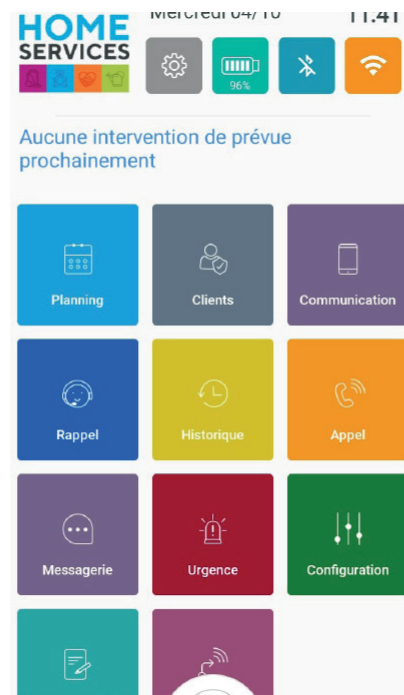 HOME
SERVICES
Mercredi 04/10
11:41
96%
Aucune intervention de prévue
prochainement
Planning
Clients
Communication
Rappel
Historique
Appel
Messagerie
Urgence
Configuration